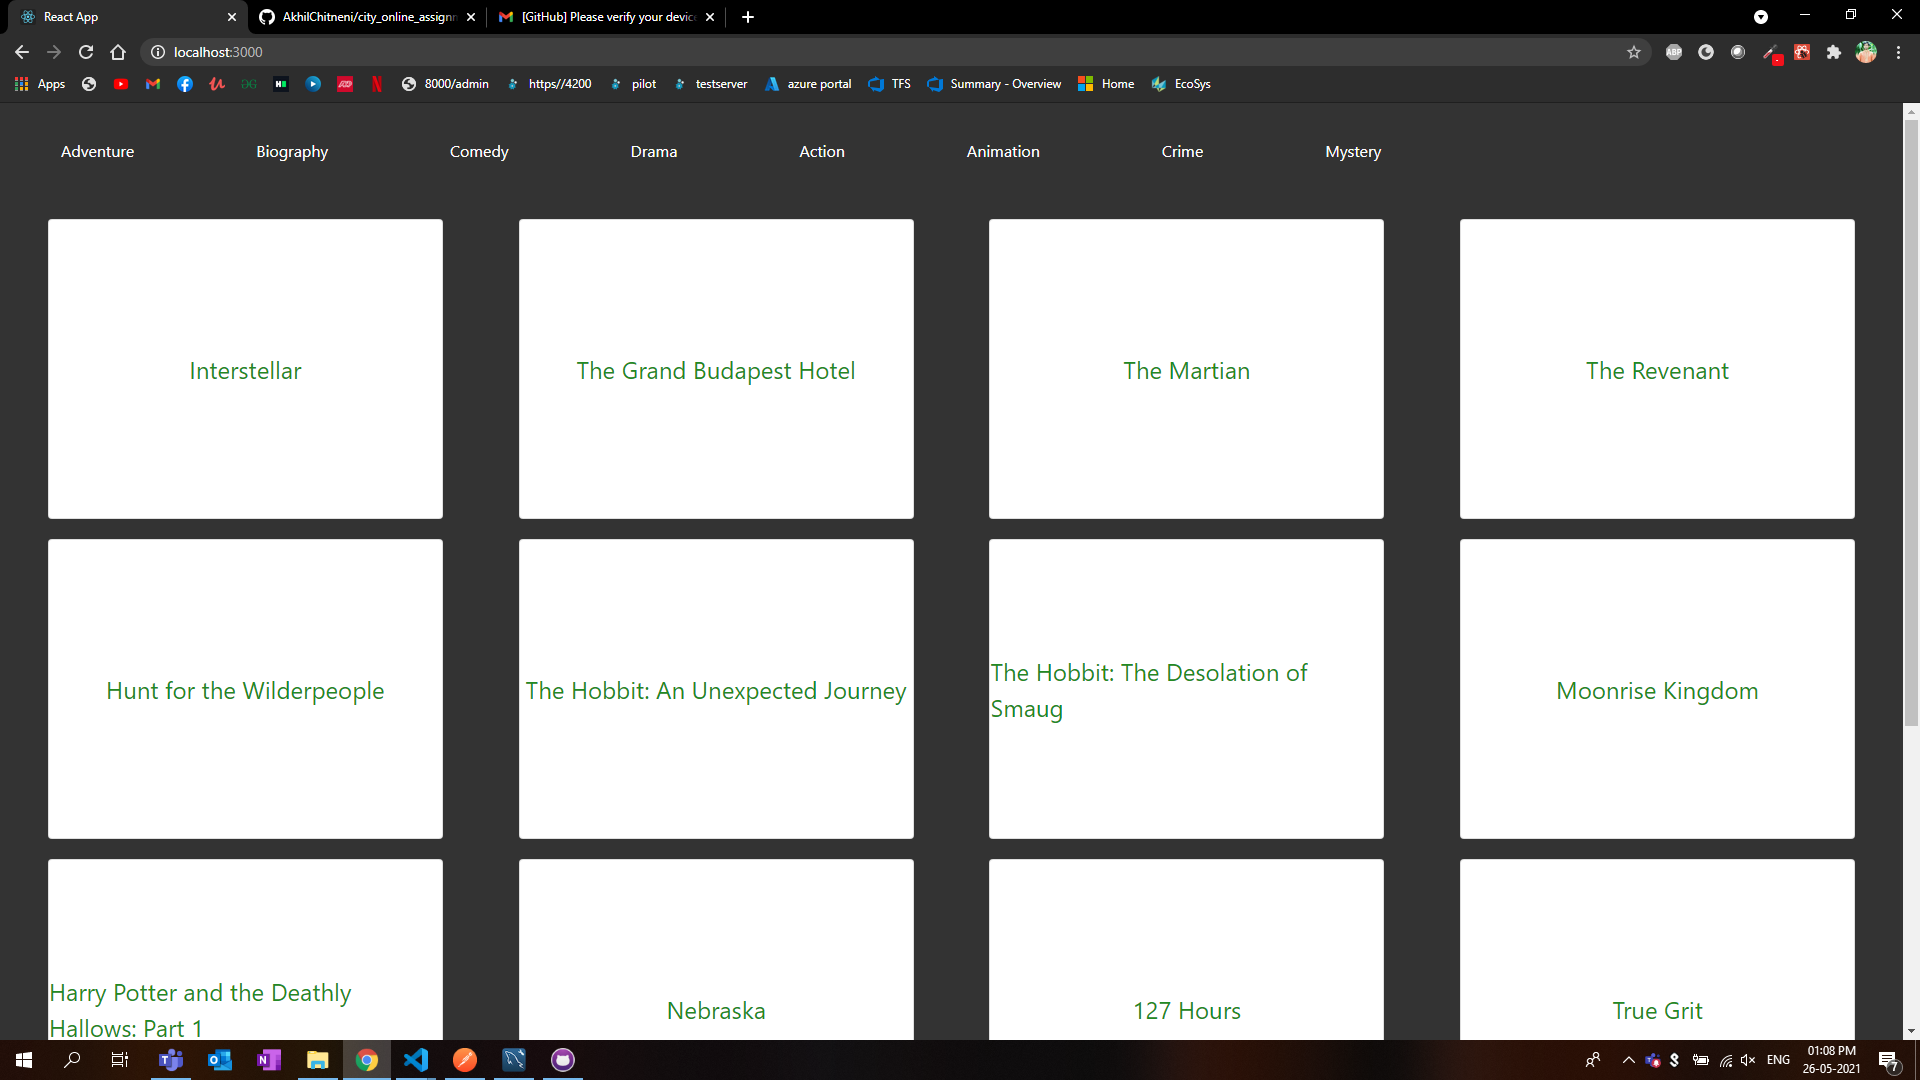 React App
AkhilChitneni/city_online_assignm
[GitHub] Please verify your device
localhost:3000
ABP
Apps
8000/admin
https//4200
pilot
testserver
azure portal
TFS
Summary - Overview
Home
EcoSys
Adventure
Biography
Comedy
Drama
Action
Animation
Crime
Mystery
Interstellar
The Grand Budapest Hotel
The Martian
The Revenant
Hunt for the Wilderpeople
The Hobbit: An Unexpected Journey
The Hobbit: The Desolation of
Smaug
Moonrise Kingdom
Harry Potter and the Deathly
Hallows: Part 1
Nebraska
127 Hours
True Grit
ENG
01:08 PM
26-05-2021
7